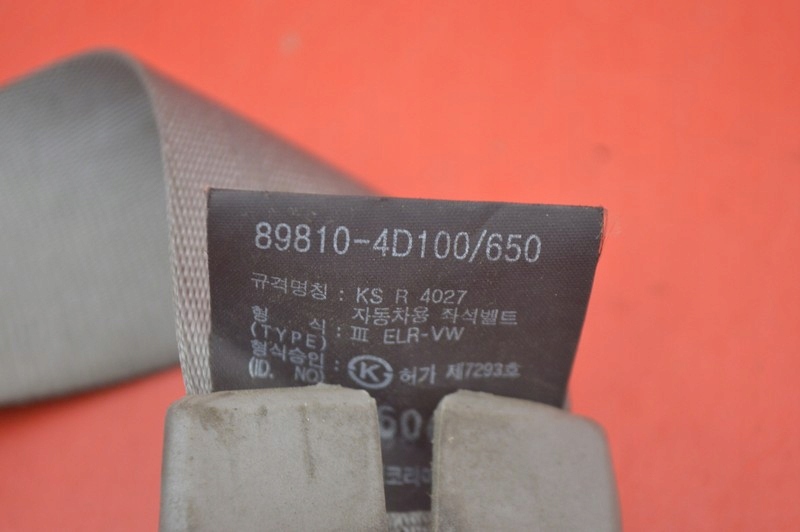 89810-4D100/650
규격명칭 : KS R 4027
자동차용 좌석벨트
형 식 : III ELR-VW
(TYPE)
형식승인 : K 허가 제7293호
(ID. NO)